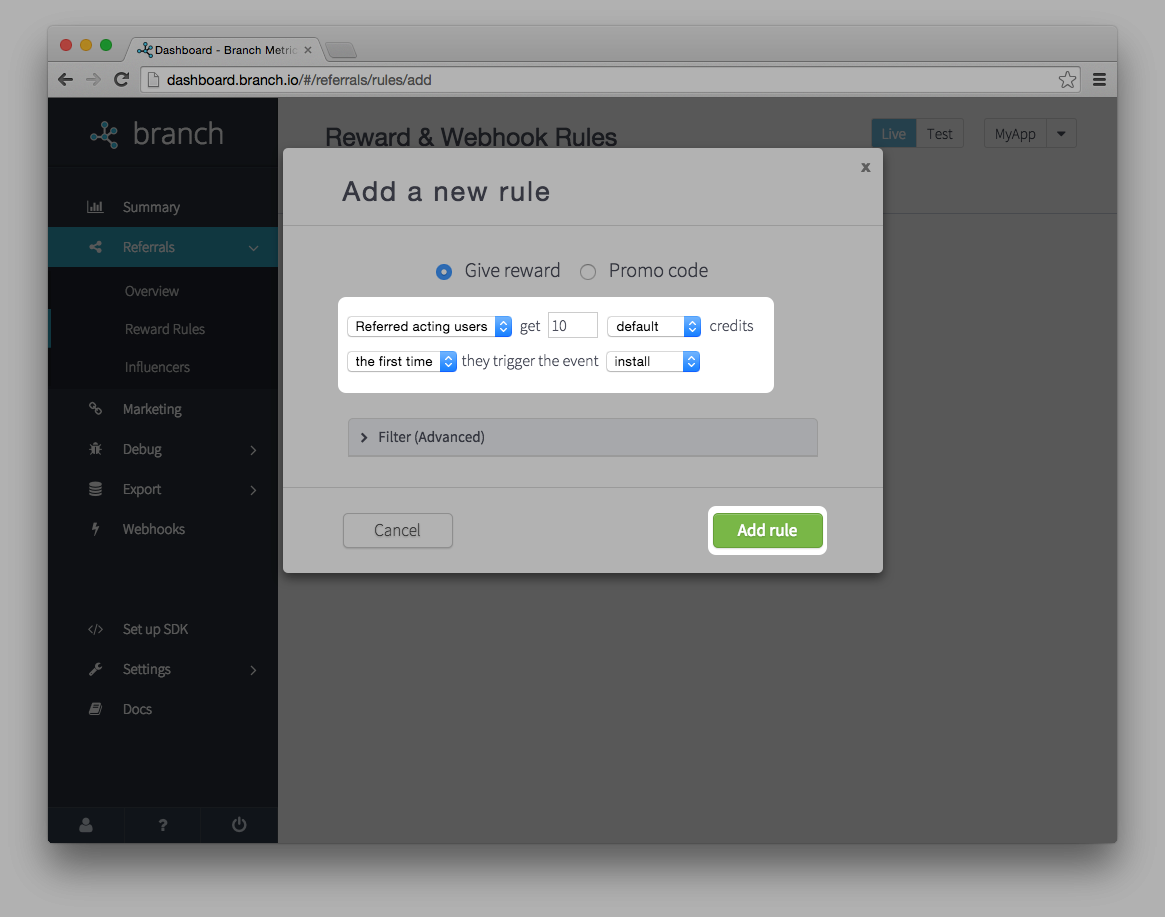 Dashboard - Branch Metric
dashboard.branch.io/#/referrals/rules/add
branch
Summary
Referrals
Overview
Reward Rules
Influencers
Marketing
Debug
Export
Webhooks
Set up SDK
Settings
Docs
?
Reward & Webhook Rules
Live Test MyApp
x
Add a new rule
Give reward Promo code
Referred acting users get 10 default credits
the first time they trigger the event install
Filter (Advanced)
Cancel Add rule